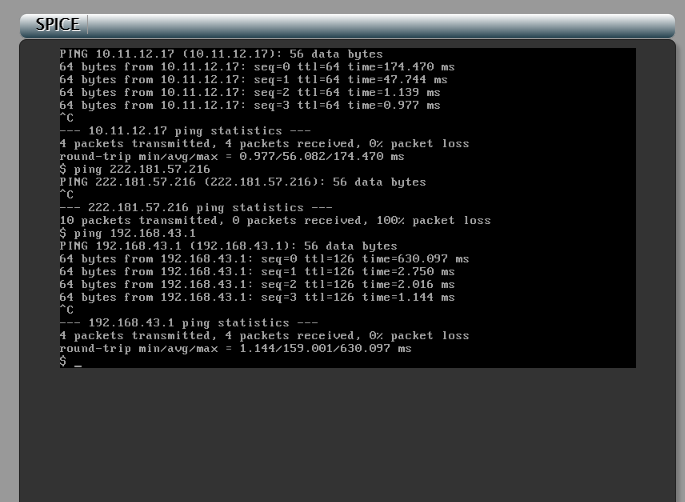 SPICE
PING 10.11.12.17 (10.11.12.17): 56 data bytes
64 bytes from 10.11.12.17: seq=0 ttl=64 time=174.470 ms
64 bytes from 10.11.12.17: seq=1 ttl=64 time=47.744 ms
64 bytes from 10.11.12.17: seq=2 ttl=64 time=1.139 ms
64 bytes from 10.11.12.17: seq=3 ttl=64 time=0.977 ms
^C
--- 10.11.12.17 ping statistics ---
4 packets transmitted, 4 packets received, 0% packet loss
round-trip min/avg/max = 0.977/56.082/174.470 ms
$ ping 222.181.57.216
PING 222.181.57.216 (222.181.57.216): 56 data bytes
^C
--- 222.181.57.216 ping statistics ---
10 packets transmitted, 0 packets received, 100% packet loss
$ ping 192.168.43.1
PING 192.168.43.1 (192.168.43.1): 56 data bytes
64 bytes from 192.168.43.1: seq=0 ttl=126 time=630.097 ms
64 bytes from 192.168.43.1: seq=1 ttl=126 time=2.750 ms
64 bytes from 192.168.43.1: seq=2 ttl=126 time=2.016 ms
64 bytes from 192.168.43.1: seq=3 ttl=126 time=1.144 ms
^C
--- 192.168.43.1 ping statistics ---
4 packets transmitted, 4 packets received, 0% packet loss
round-trip min/avg/max = 1.144/159.001/630.097 ms
$ _